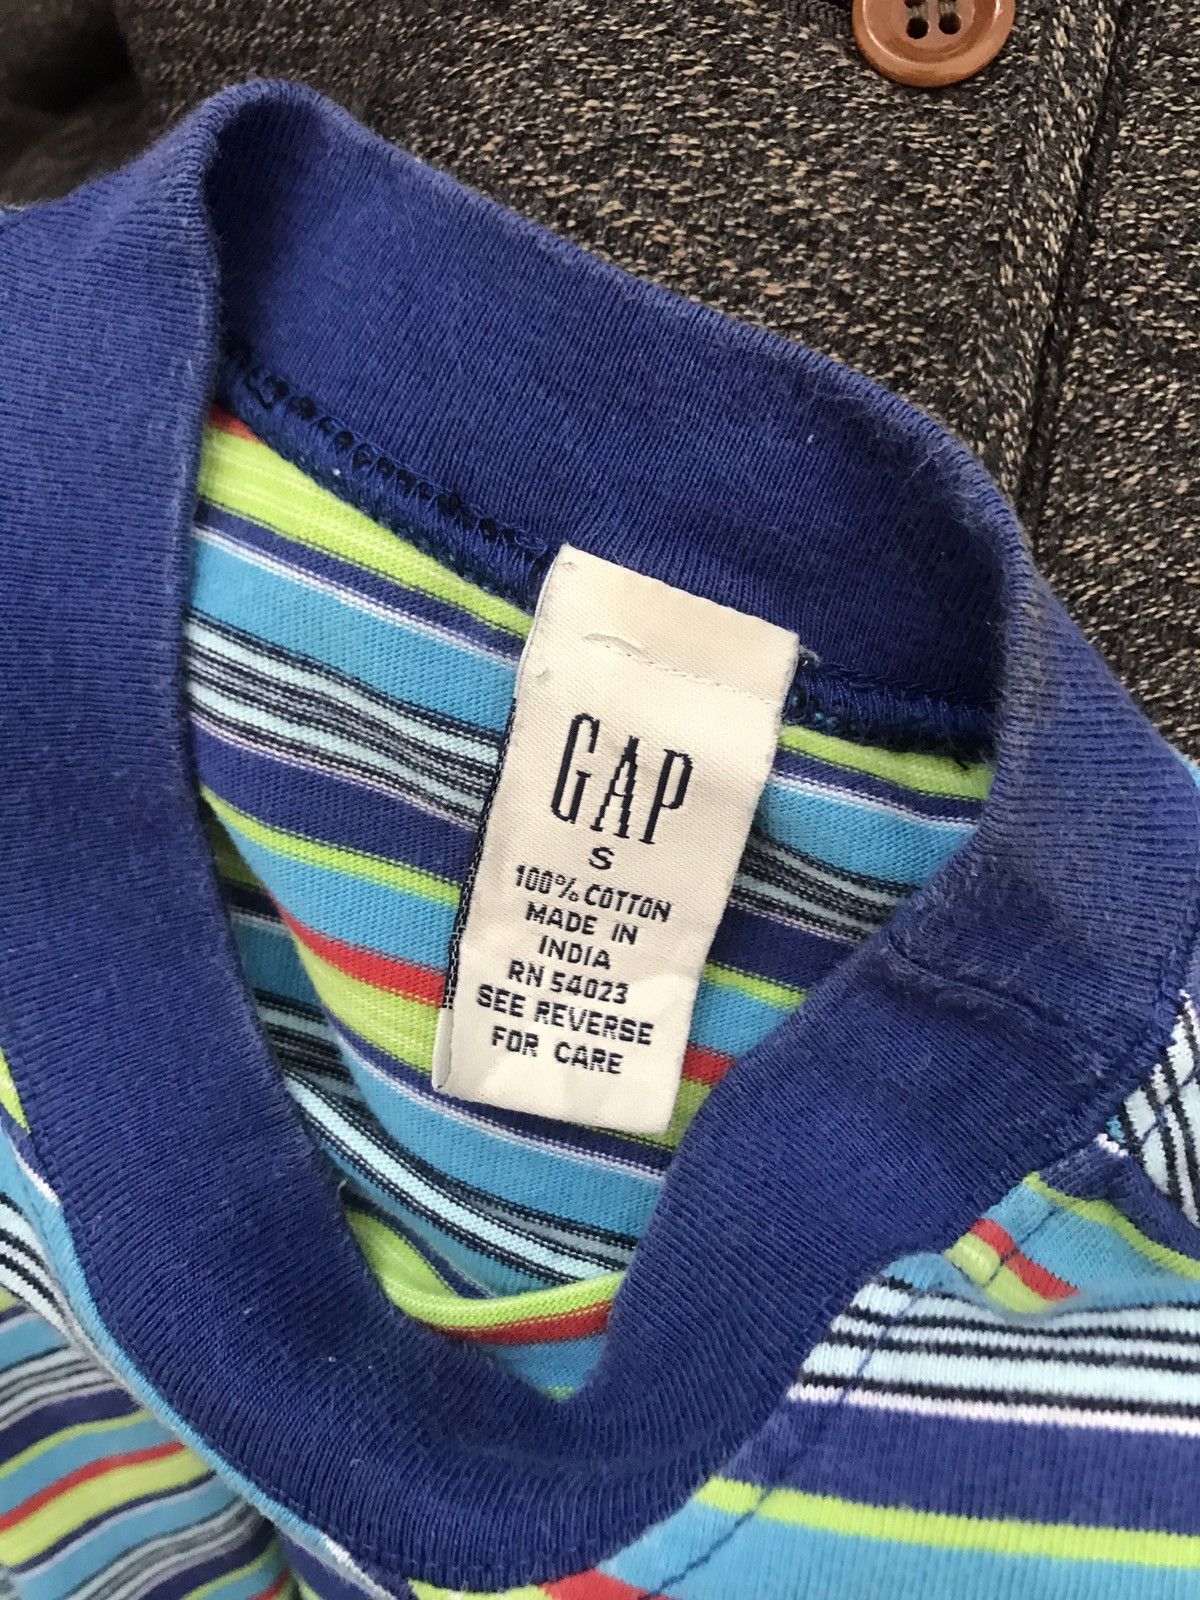 GAP
S
100% COTTON
MADE IN
INDIA
RN 54023
SEE REVERSE
FOR CARE